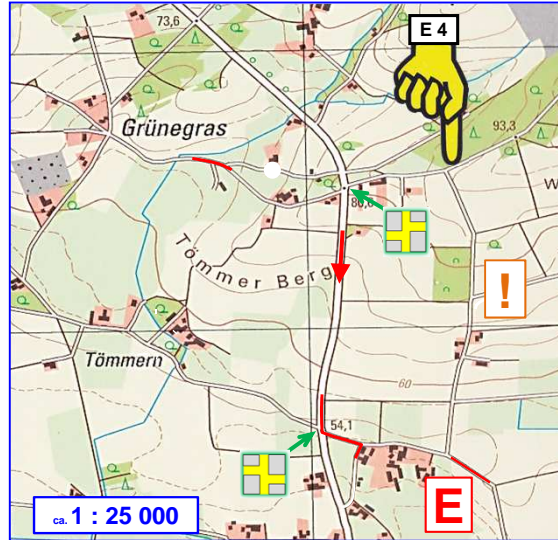 73,6
E 4
Grünegras
93,3
80,6
W
Tömmer Berg
!
Tömmern
60
54,1
E
ca. 1 : 25 000